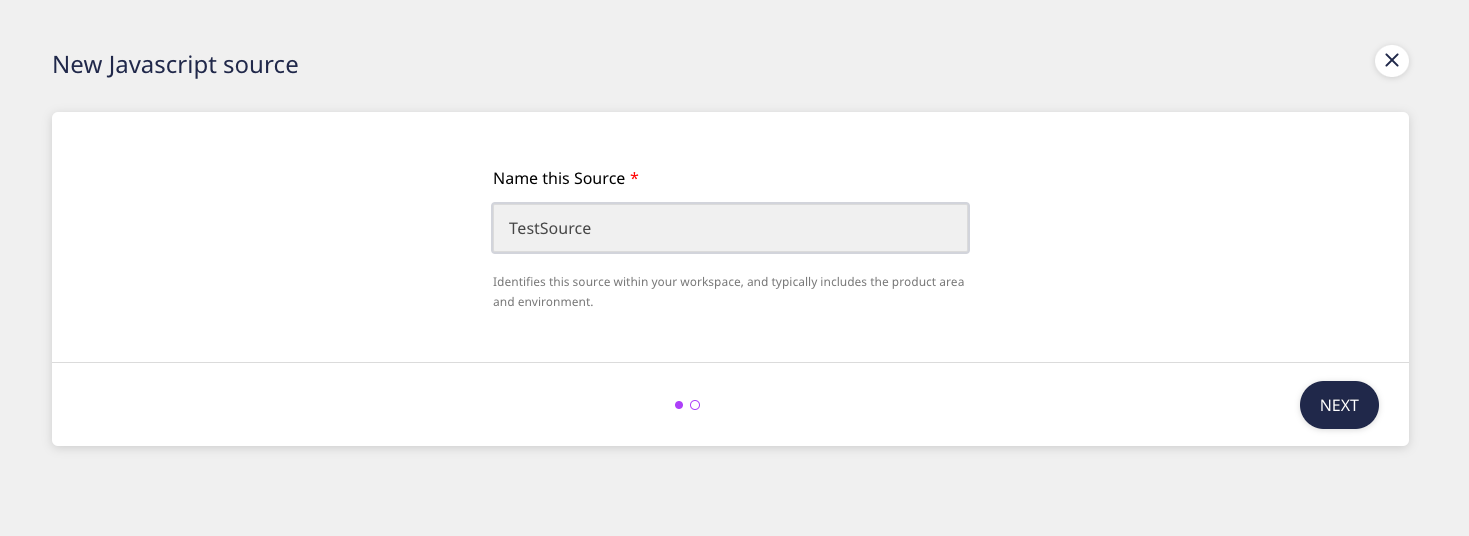 New Javascript source
Name this Source *
TestSource
Identifies this source within your workspace, and typically includes the product area
and environment.
NEXT